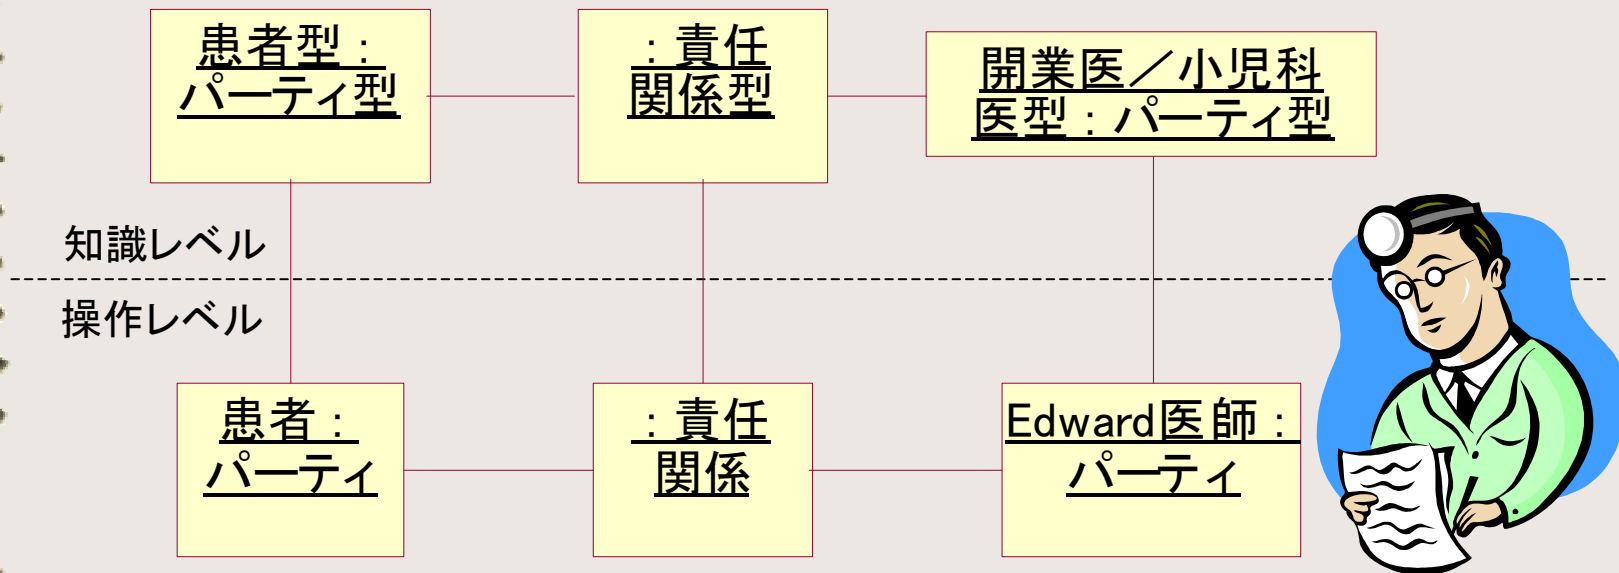 患者型：
パーティ型
：責任
関係型
開業医／小児科
医型：パーティ型
知識レベル
操作レベル
患者：
パーティ
：責任
関係
Edward医師：
パーティ